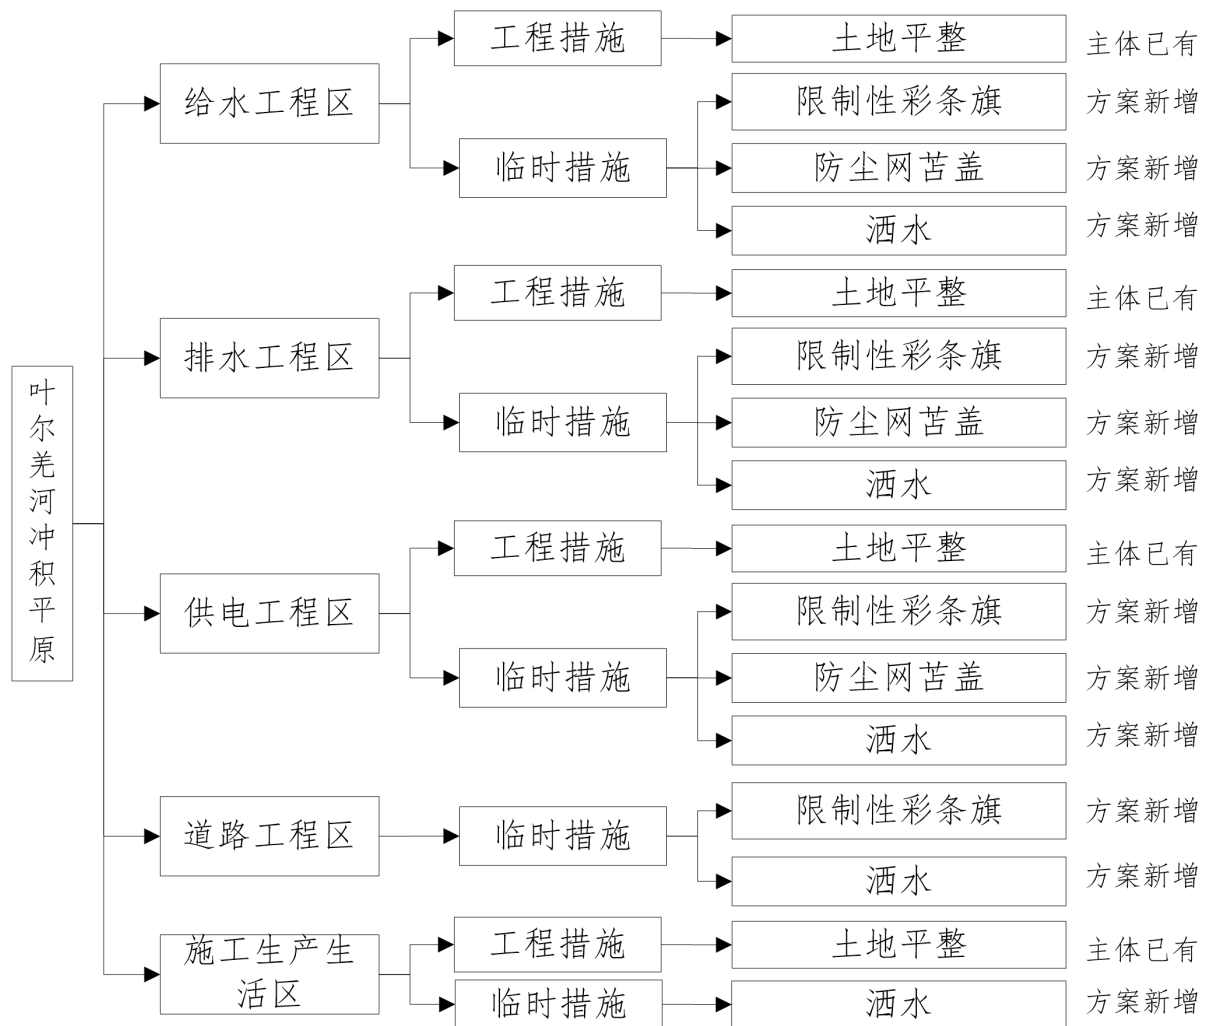 叶尔羌河冲积平原
给水工程区
工程措施
土地平整
主体已有
临时措施
限制性彩条旗
方案新增
防尘网苫盖
方案新增
洒水
方案新增
排水工程区
工程措施
土地平整
主体已有
临时措施
限制性彩条旗
方案新增
防尘网苫盖
方案新增
洒水
方案新增
供电工程区
工程措施
土地平整
主体已有
临时措施
限制性彩条旗
方案新增
防尘网苫盖
方案新增
洒水
方案新增
道路工程区
临时措施
限制性彩条旗
方案新增
洒水
方案新增
施工生产生
活区
工程措施
土地平整
主体已有
临时措施
洒水
方案新增